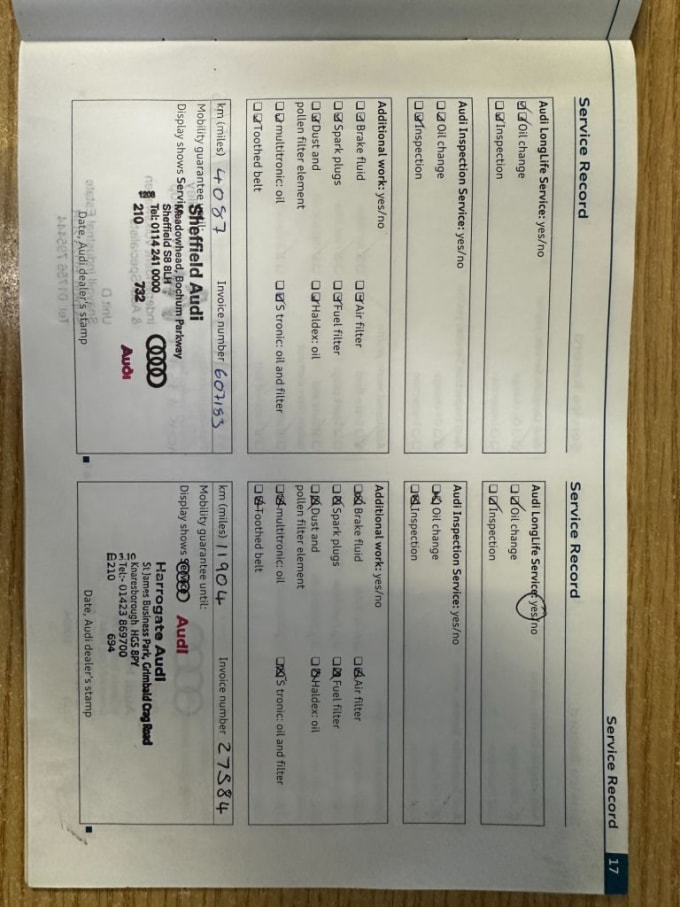 Service Record 17
Service Record
Audi LongLife Service: yes/no
Oil change
Inspection
Audi Inspection Service: yes/no
Oil change
Inspection
Additional work: yes/no
Brake fluid Air filter
Spark plugs Fuel filter
Dust and Haldex: oil
pollen filter element
multitronic: oil S tronic: oil and filter
Toothed belt
km (miles) 4087 Invoice number 607153
Mobility guarantee
Display shows Servi
Sheffield Audi
Meadowhead, Bochum Parkway
Sheffield S8 8LH
Tel: 0114 241 0000
210 732
Audi
Date, Audi dealer's stamp
Service Record
Audi LongLife Service: yes/no
Oil change
Inspection
Audi Inspection Service: yes/no
Oil change
Inspection
Additional work: yes/no
Brake fluid Air filter
Spark plugs Fuel filter
Dust and Haldex: oil
pollen filter element
multitronic: oil S tronic: oil and filter
Toothed belt
km (miles) 11904 Invoice number 27584
Mobility guarantee until:
Display shows
Audi
Harrogate Audi
St James Business Park, Grimbald Crag Road
Knaresborough HG5 8PY
Tel:- 01423 869700
210 694
Date, Audi dealer's stamp